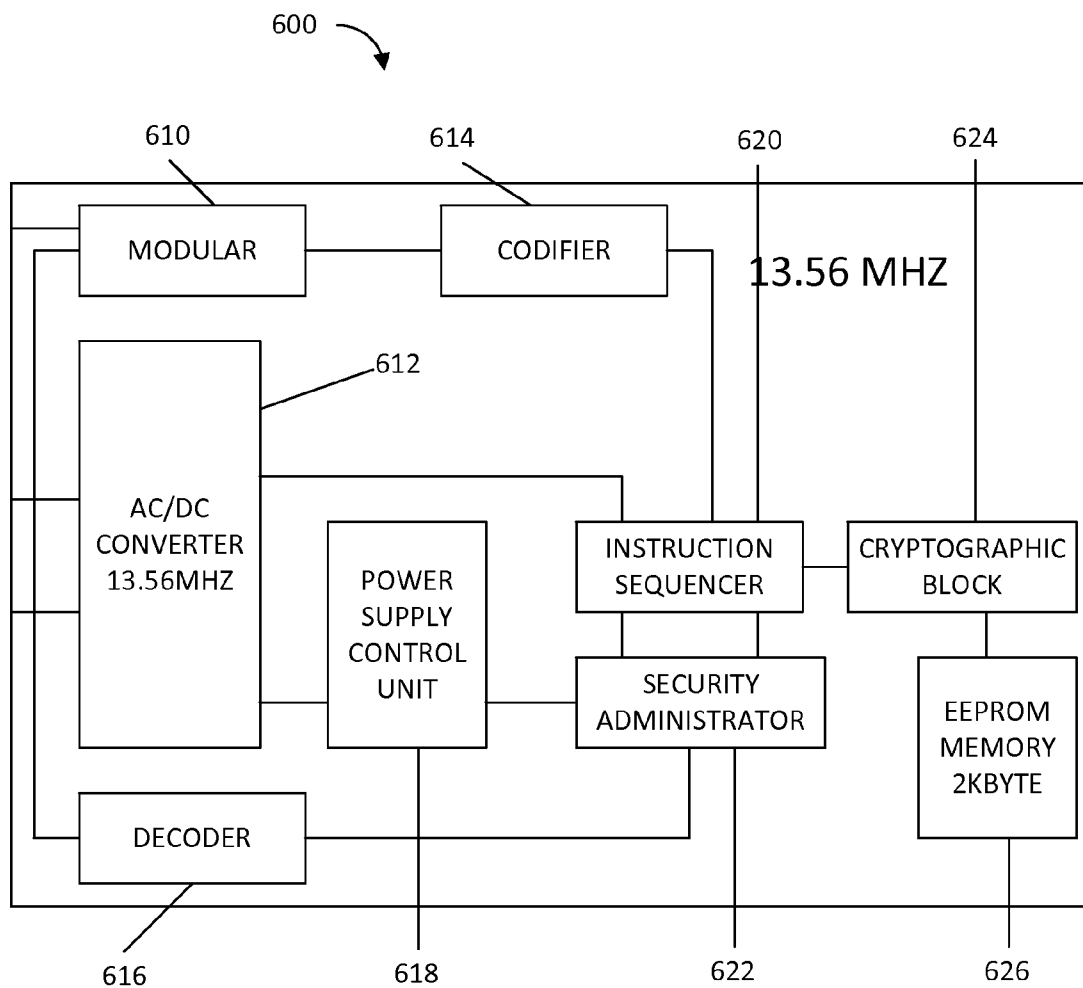 600
610
614
620
624
MODULAR
CODIFIER
13.56 MHZ
612
AC/DC
CONVERTER
13.56MHZ
POWER
SUPPLY
CONTROL
UNIT
INSTRUCTION
SEQUENCER
CRYPTOGRAPHIC
BLOCK
SECURITY
ADMINISTRATOR
EEPROM
MEMORY
2KBYTE
DECODER
616
618
622
626